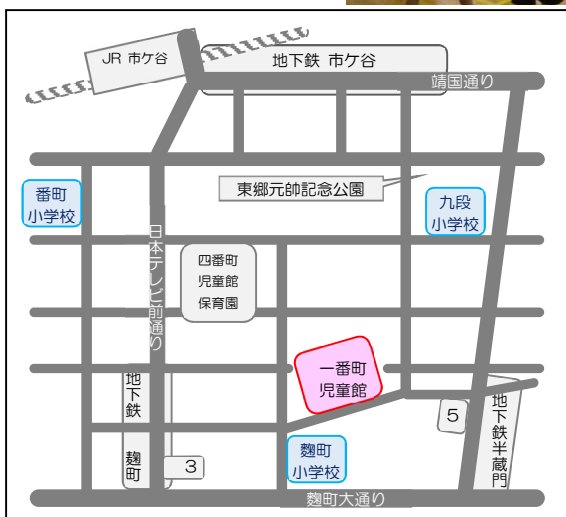 JR 市ケ谷
地下鉄 市ケ谷
靖国通り
東郷元帥記念公園
番町
小学校
九段
小学校
日本テレビ前通り
四番町
児童館
保育園
一番町
児童館
地下鉄 麹町
3
麹町
小学校
5
地下鉄半蔵門
麹町大通り